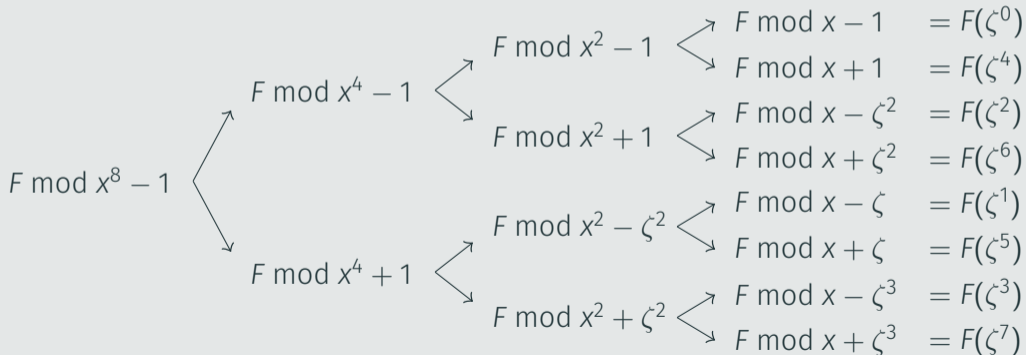 F mod x⁸ − 1
F mod x⁴ − 1
F mod x⁴ + 1
F mod x² − 1
F mod x² + 1
F mod x² − ζ²
F mod x² + ζ²
F mod x − 1 = F(ζ⁰)
F mod x + 1 = F(ζ⁴)
F mod x − ζ² = F(ζ²)
F mod x + ζ² = F(ζ⁶)
F mod x − ζ = F(ζ¹)
F mod x + ζ = F(ζ⁵)
F mod x − ζ³ = F(ζ³)
F mod x + ζ³ = F(ζ⁷)